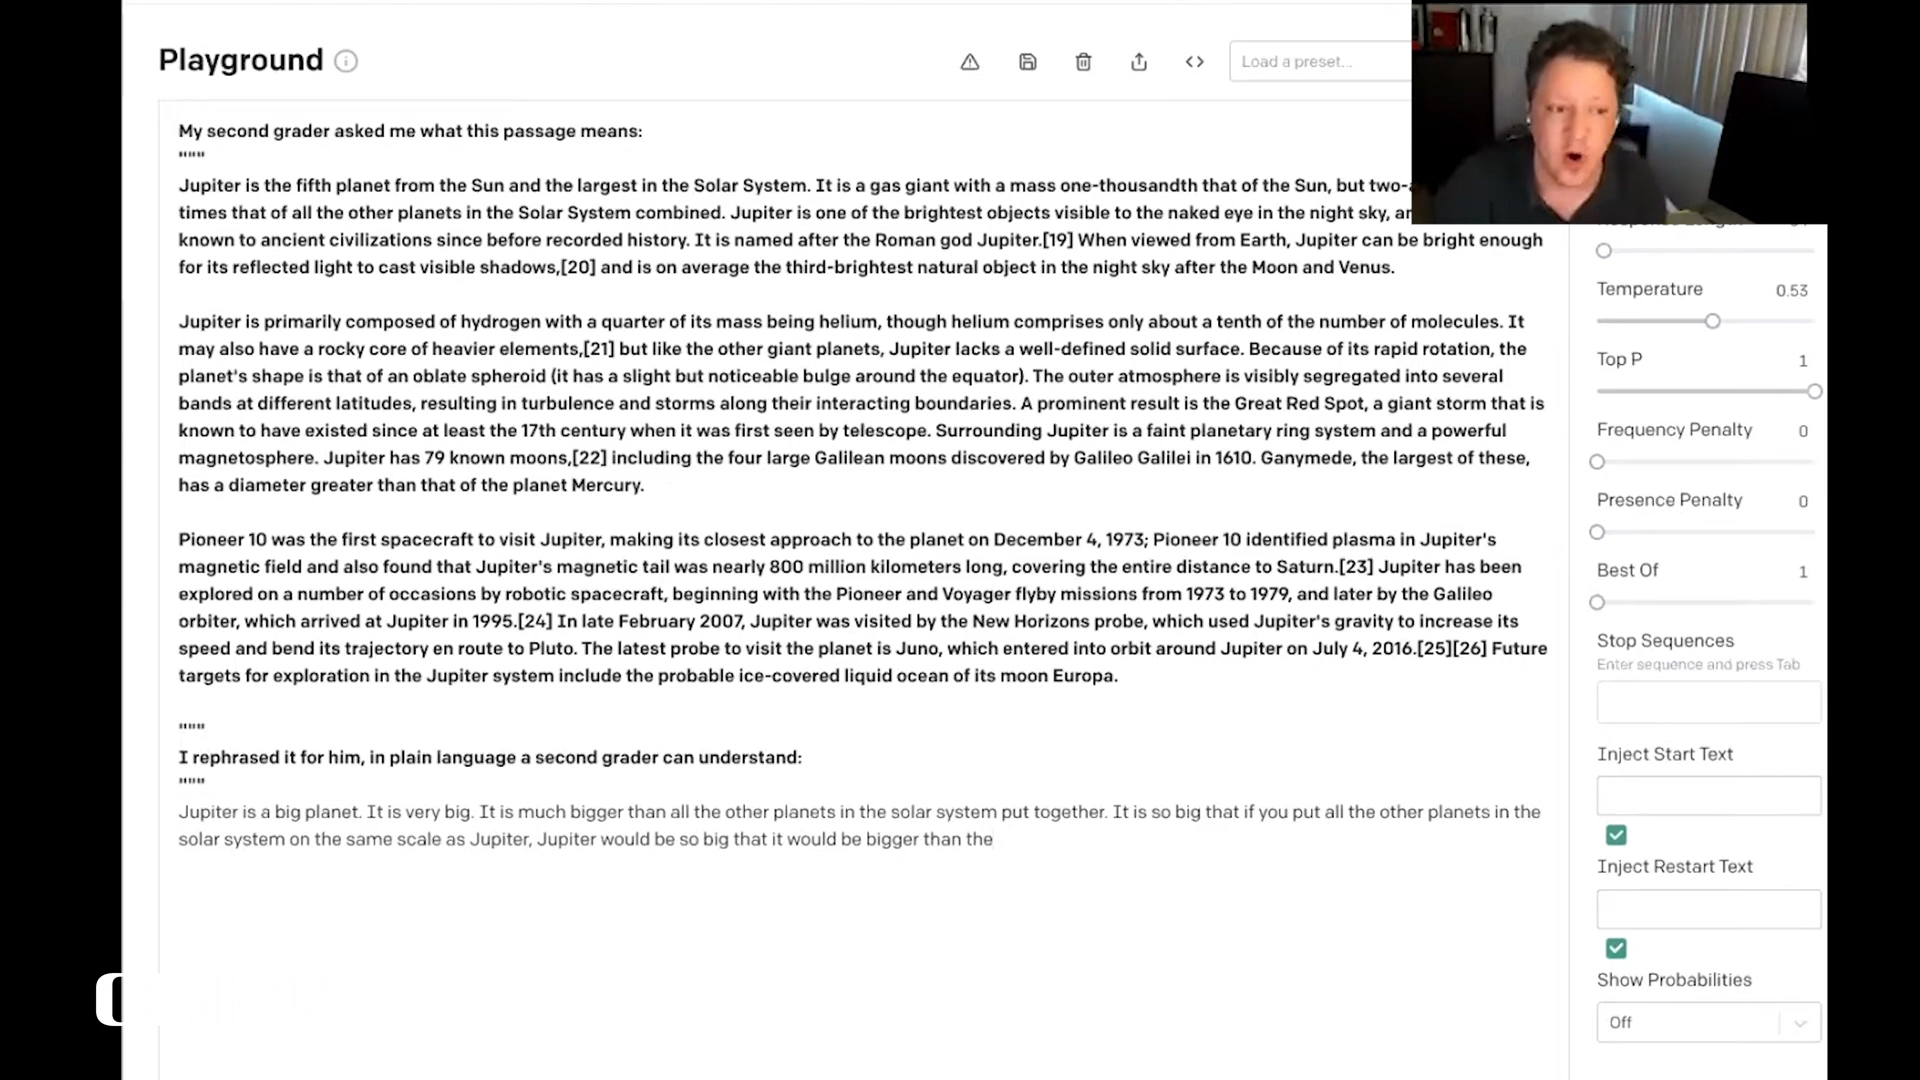 Playground
Load a preset...
My second grader asked me what this passage means:
"""
Jupiter is the fifth planet from the Sun and the largest in the Solar System. It is a gas giant with a mass one-thousandth that of the Sun, but two-
times that of all the other planets in the Solar System combined. Jupiter is one of the brightest objects visible to the naked eye in the night sky,
known to ancient civilizations since before recorded history. It is named after the Roman god Jupiter.[19] When viewed from Earth, Jupiter can be bright enough
for its reflected light to cast visible shadows,[20] and is on average the third-brightest natural object in the night sky after the Moon and Venus.
Jupiter is primarily composed of hydrogen with a quarter of its mass being helium, though helium comprises only about a tenth of the number of molecules. It
may also have a rocky core of heavier elements,[21] but like the other giant planets, Jupiter lacks a well-defined solid surface. Because of its rapid rotation, the
planet's shape is that of an oblate spheroid (it has a slight but noticeable bulge around the equator). The outer atmosphere is visibly segregated into several
bands at different latitudes, resulting in turbulence and storms along their interacting boundaries. A prominent result is the Great Red Spot, a giant storm that is
known to have existed since at least the 17th century when it was first seen by telescope. Surrounding Jupiter is a faint planetary ring system and a powerful
magnetosphere. Jupiter has 79 known moons,[22] including the four large Galilean moons discovered by Galileo Galilei in 1610. Ganymede, the largest of these,
has a diameter greater than that of the planet Mercury.
Pioneer 10 was the first spacecraft to visit Jupiter, making its closest approach to the planet on December 4, 1973; Pioneer 10 identified plasma in Jupiter's
magnetic field and also found that Jupiter's magnetic tail was nearly 800 million kilometers long, covering the entire distance to Saturn.[23] Jupiter has been
explored on a number of occasions by robotic spacecraft, beginning with the Pioneer and Voyager flyby missions from 1973 to 1979, and later by the Galileo
orbiter, which arrived at Jupiter in 1995.[24] In late February 2007, Jupiter was visited by the New Horizons probe, which used Jupiter's gravity to increase its
speed and bend its trajectory en route to Pluto. The latest probe to visit the planet is Juno, which entered into orbit around Jupiter on July 4, 2016.[25][26] Future
targets for exploration in the Jupiter system include the probable ice-covered liquid ocean of its moon Europa.
"""
I rephrased it for him, in plain language a second grader can understand:
"""
Jupiter is a big planet. It is very big. It is much bigger than all the other planets in the solar system put together. It is so big that if you put all the other planets in the
solar system on the same scale as Jupiter, Jupiter would be so big that it would be bigger than the
Temperature 0.53
Top P 1
Frequency Penalty 0
Presence Penalty 0
Best Of 1
Stop Sequences
Enter sequence and press Tab
Inject Start Text
Inject Restart Text
Show Probabilities
Off